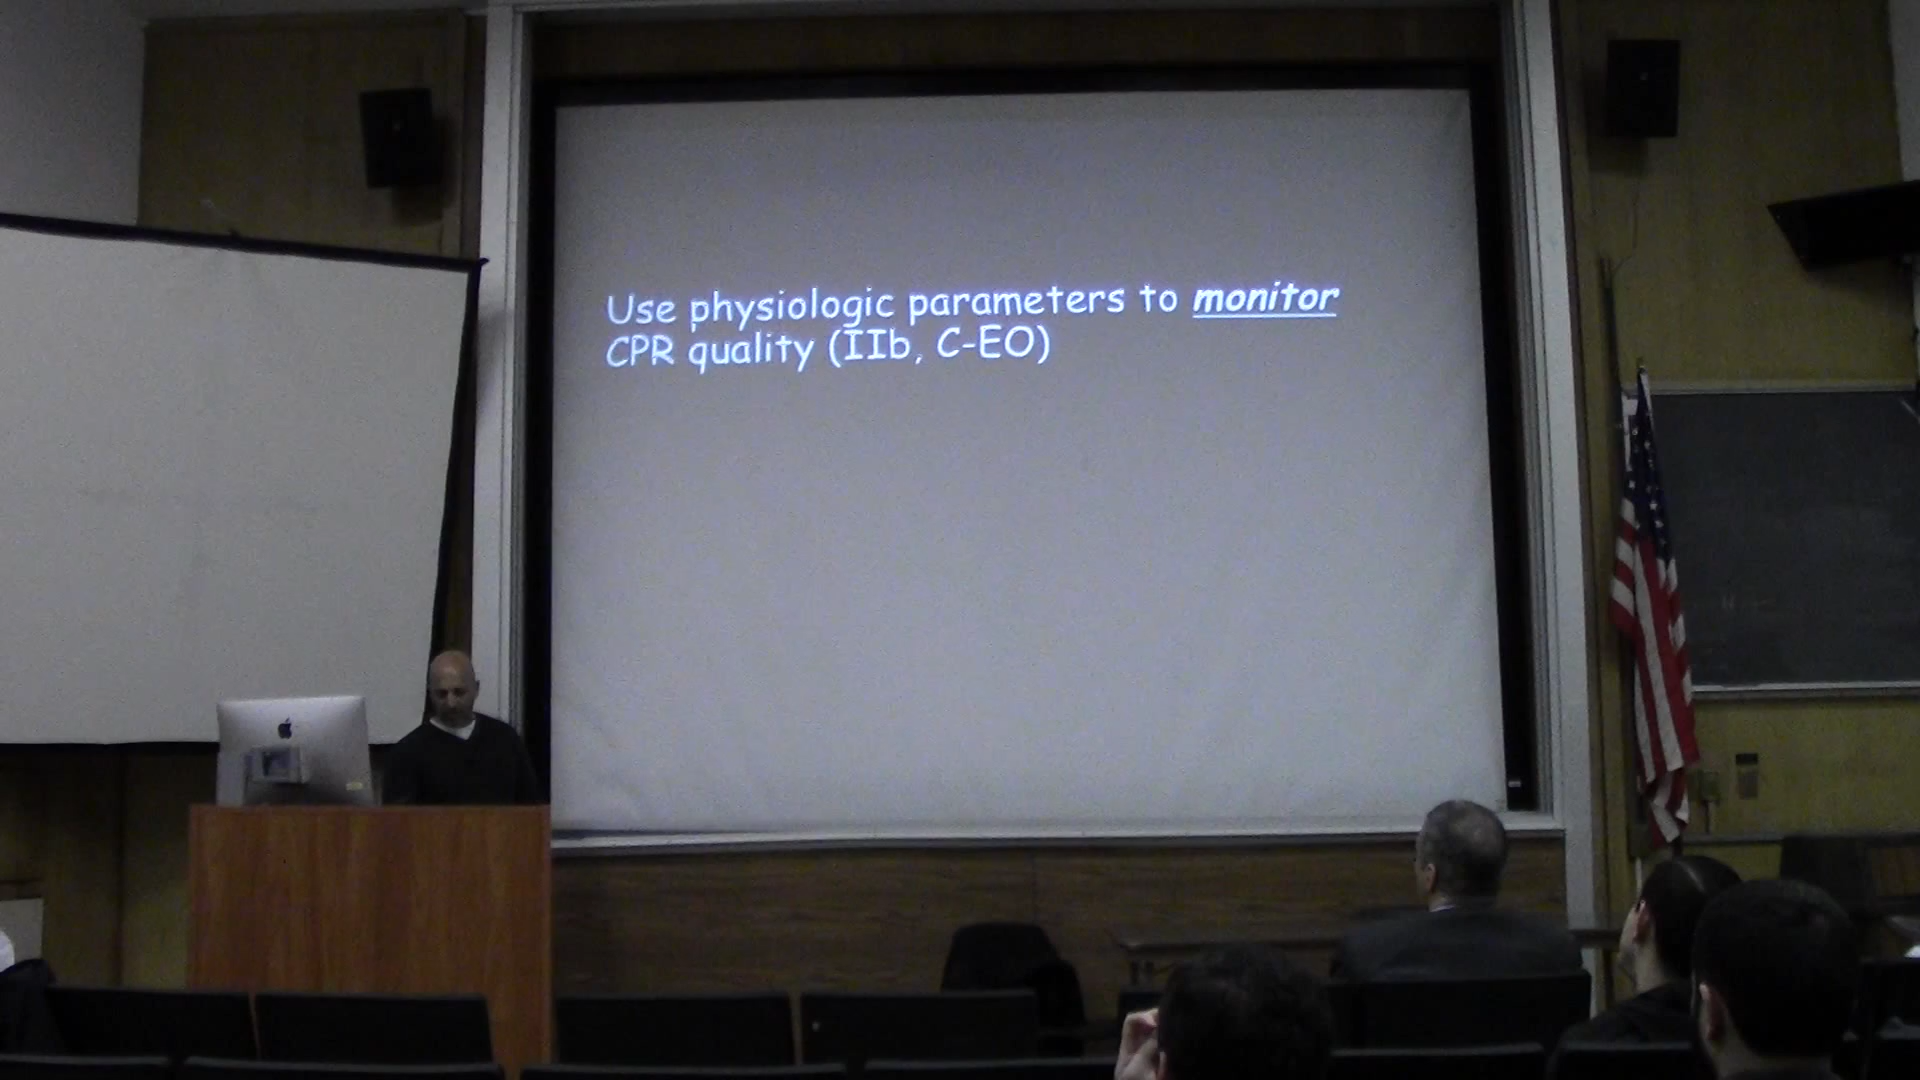 Use physiologic parameters to monitor
CPR quality (IIb, C-EO)